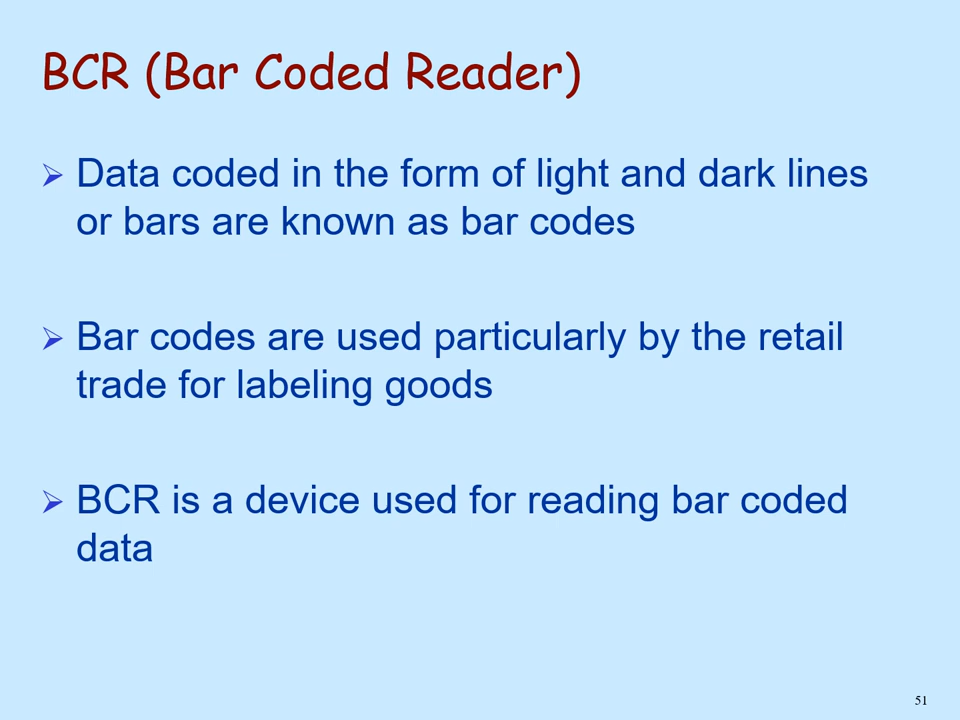 BCR (Bar Coded Reader)
➢ Data coded in the form of light and dark lines
or bars are known as bar codes
➢ Bar codes are used particularly by the retail
trade for labeling goods
➢ BCR is a device used for reading bar coded
data
51